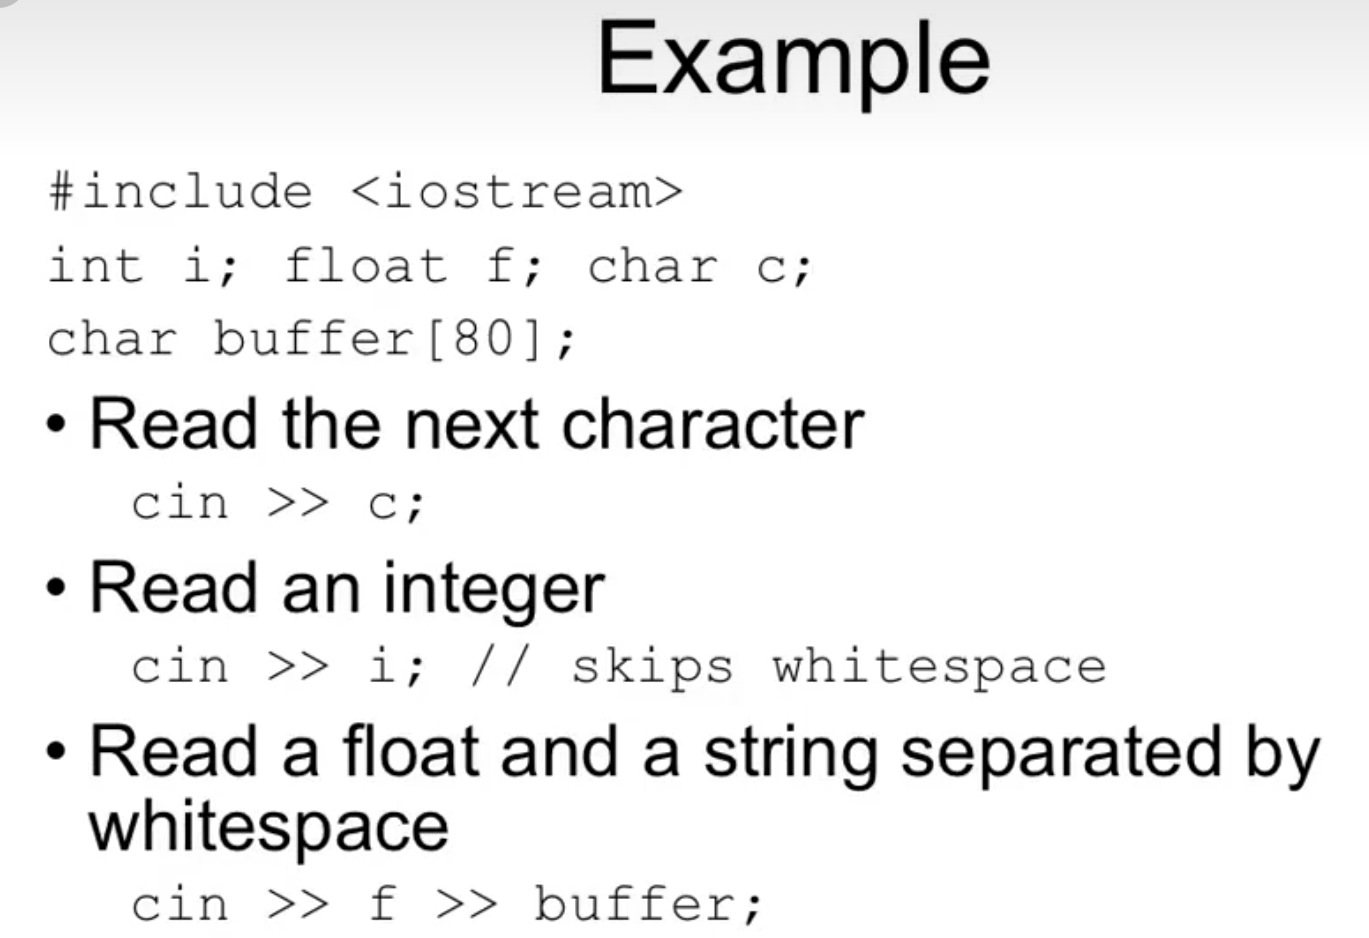 Example
#include <iostream>
int i; float f; char c;
char buffer[80];
• Read the next character
cin >> c;
• Read an integer
cin >> i; // skips whitespace
• Read a float and a string separated by
whitespace
cin >> f >> buffer;